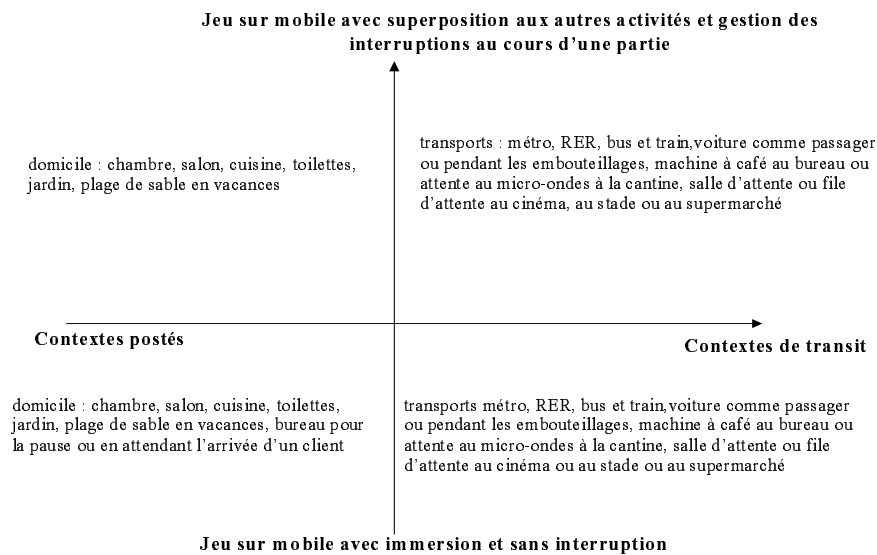 Jeu sur mobile avec superposition aux autres activités et gestion des
interruptions au cours d'une partie
domicile : chambre, salon, cuisine, toilettes,
jardin, plage de sable en vacances
transports : métro, RER, bus et train,voiture comme passager
ou pendant les embouteillages, machine à café au bureau ou
attente au micro-ondes à la cantine, salle d'attente ou file
d'attente au cinéma, au stade ou au supermarché
Contextes postés
Contextes de transit
domicile : chambre, salon, cuisine, toilettes,
jardin, plage de sable en vacances, bureau pour
la pause ou en attendant l'arrivée d'un client
transports métro, RER, bus et train,voiture comme passager
ou pendant les embouteillages, machine à café au bureau ou
attente au micro-ondes à la cantine, salle d'attente ou file
d'attente au cinéma ou au stade ou au supermarché
Jeu sur mobile avec immersion et sans interruption